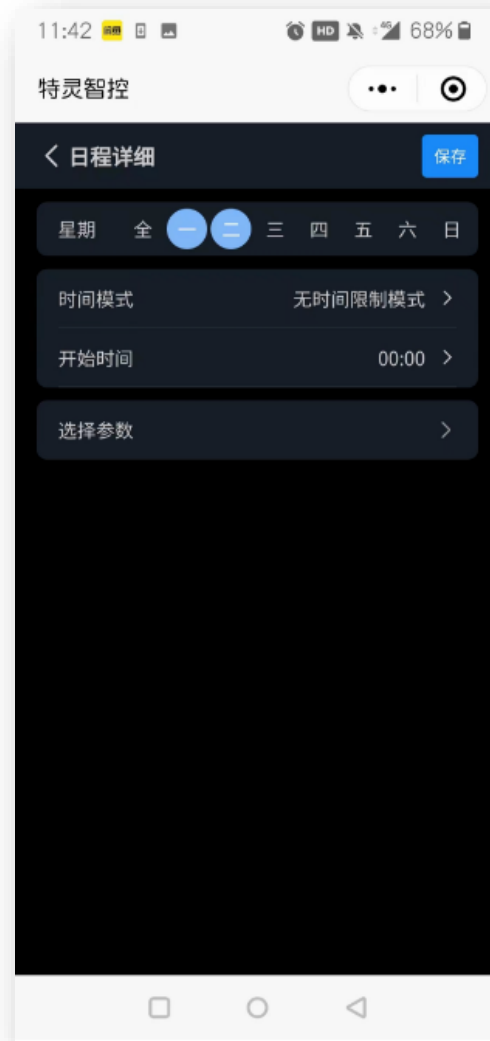 11:42 HD 4G 68%
特灵智控
日程详细 保存
星期 全 一 二 三 四 五 六 日
时间模式 无时间限制模式
开始时间 00:00
选择参数